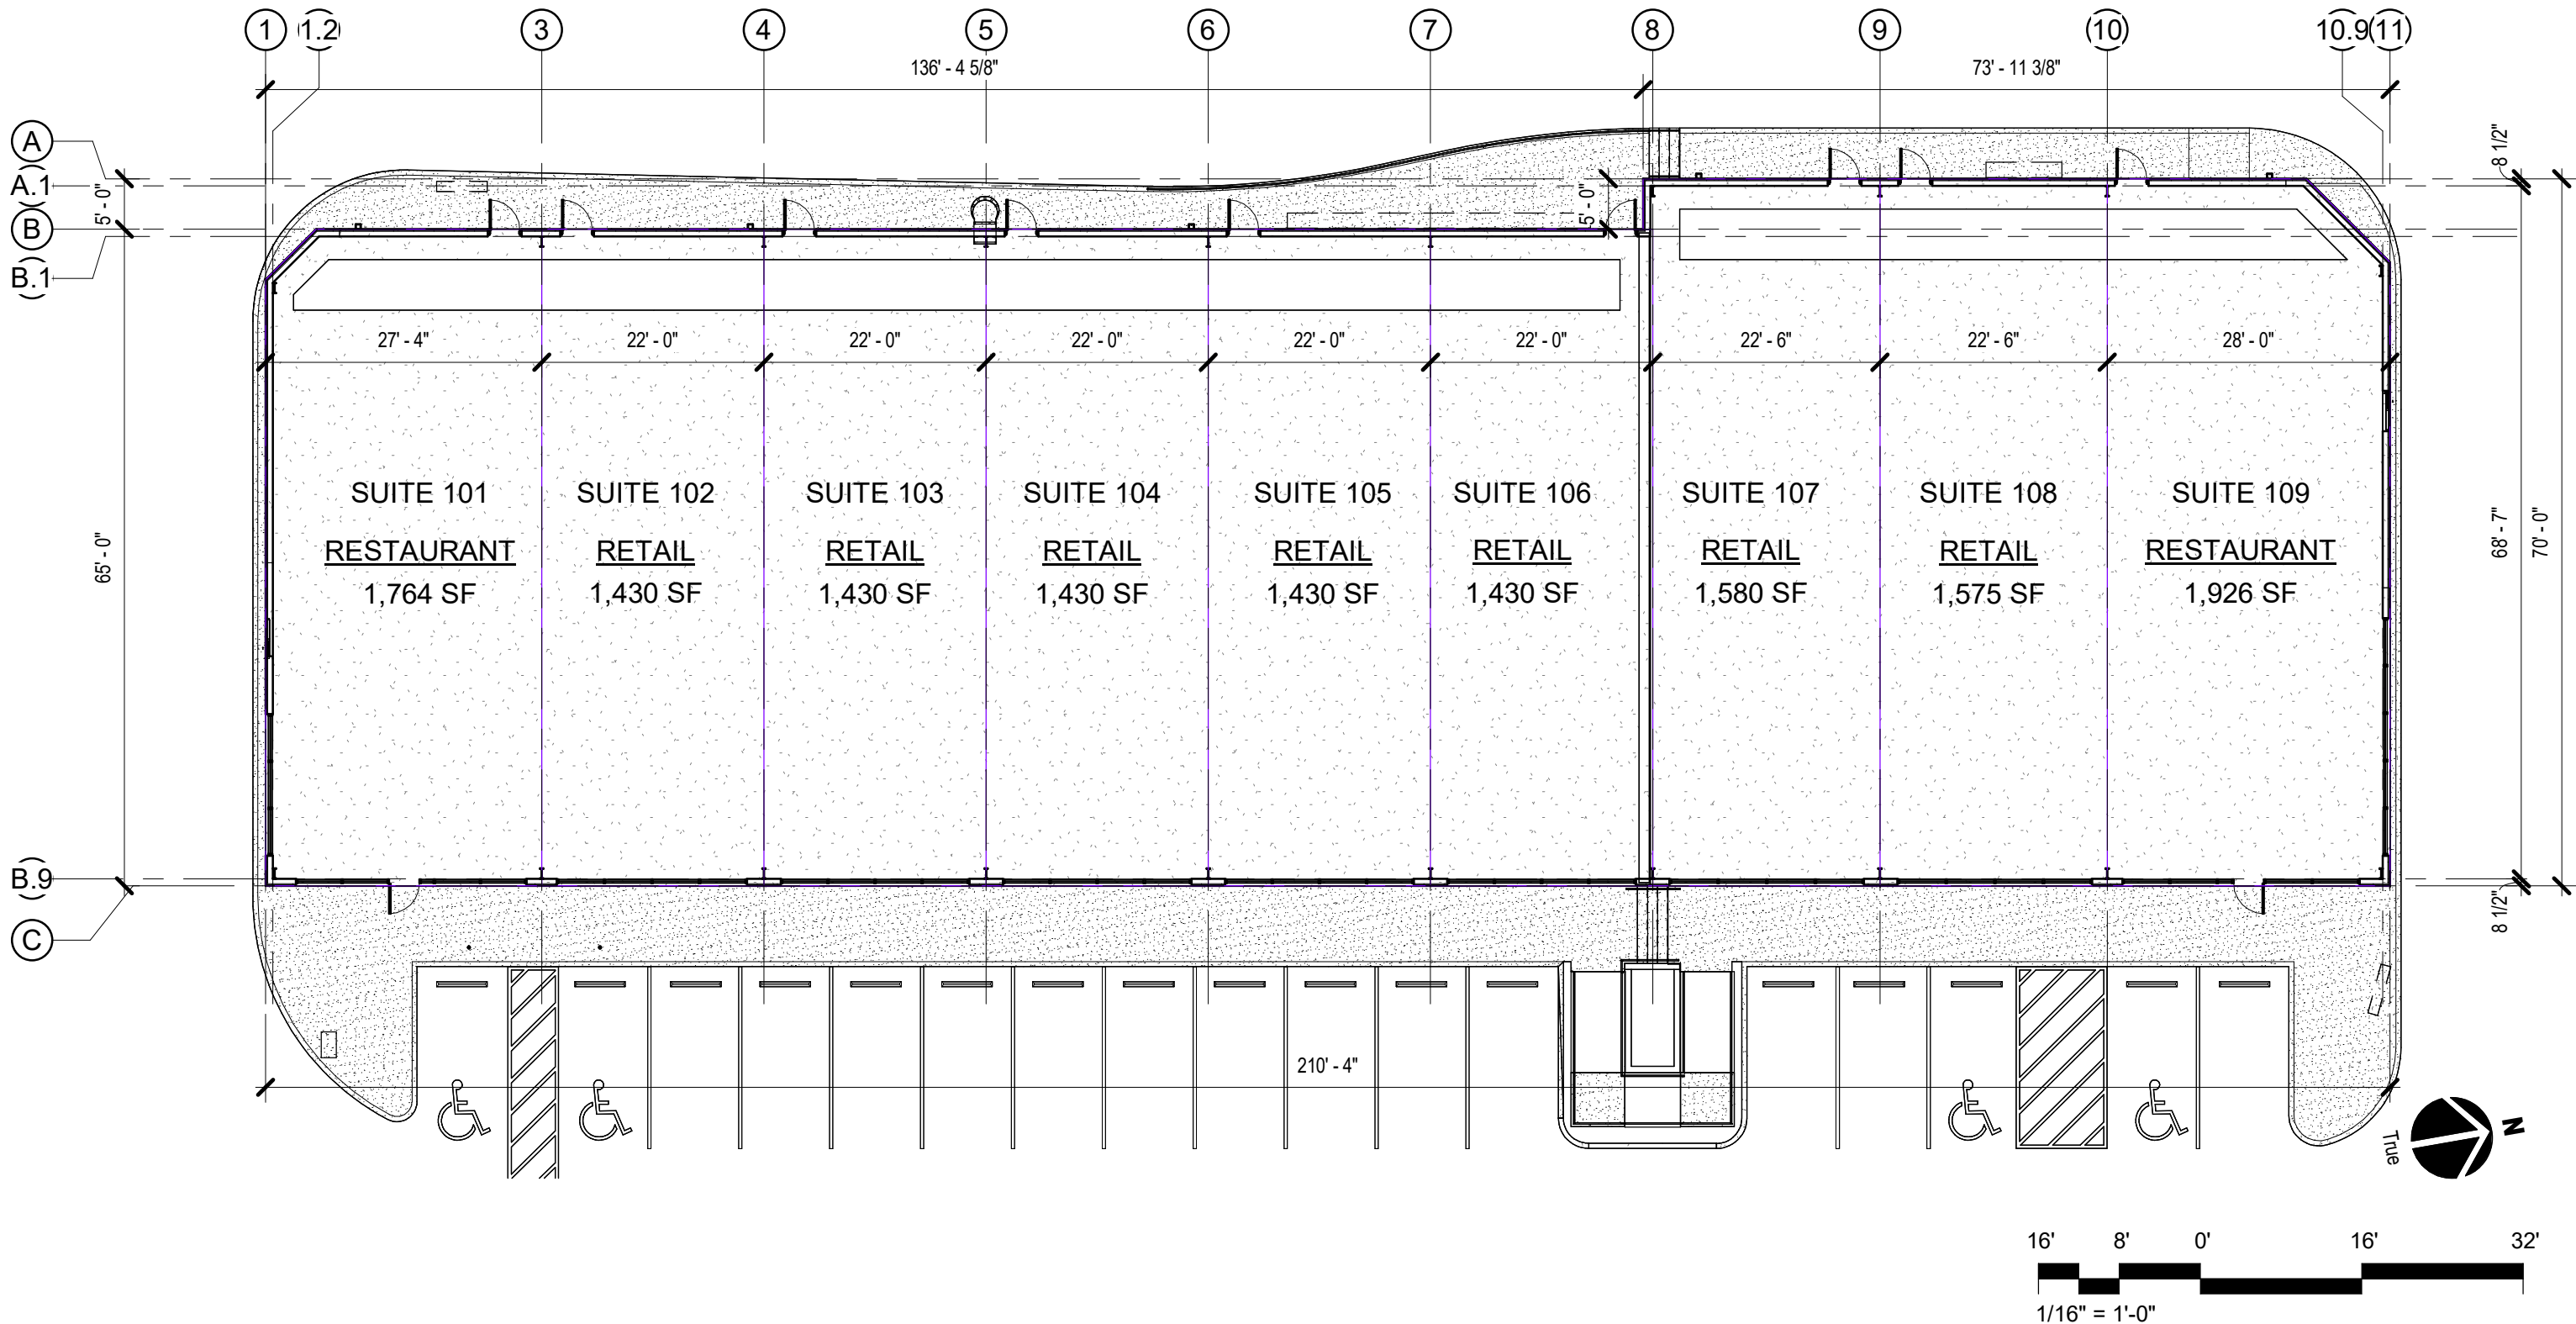 1 1.2 3 4 5 6 7 8 9 10 10.9 11
136' - 4 5/8" 73' - 11 3/8"
A
A.1
B
B.1
5' - 0"
5' - 0"
8 1/2"
27' - 4" 22' - 0" 22' - 0" 22' - 0" 22' - 0" 22' - 0" 22' - 6" 22' - 6" 28' - 0"
SUITE 101 SUITE 102 SUITE 103 SUITE 104 SUITE 105 SUITE 106 SUITE 107 SUITE 108 SUITE 109
RESTAURANT RETAIL RETAIL RETAIL RETAIL RETAIL RETAIL RETAIL RESTAURANT
1,764 SF 1,430 SF 1,430 SF 1,430 SF 1,430 SF 1,430 SF 1,580 SF 1,575 SF 1,926 SF
65' - 0"
68' - 7"
70' - 0"
B.9
C
8 1/2"
210' - 4"
N
True
16' 8' 0' 16' 32'
1/16" = 1'-0"